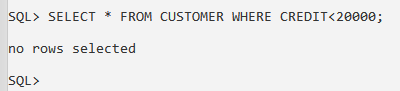 SQL> SELECT * FROM CUSTOMER WHERE CREDIT<20000;
no rows selected
SQL>